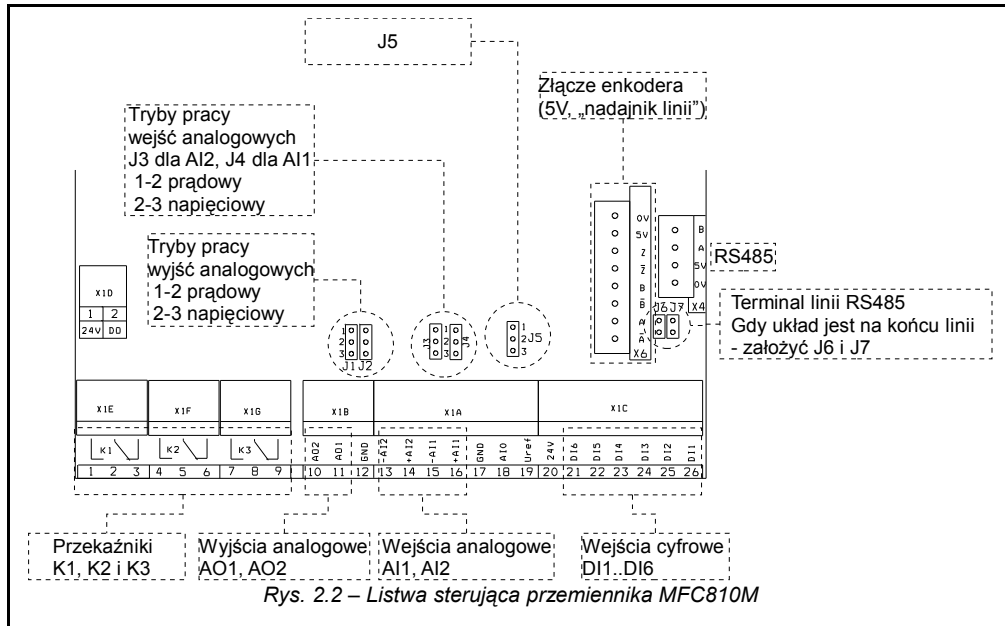 J5
Złącze enkodera
(5V, „nadajnik linii”)
Tryby pracy
wejść analogowych
J3 dla AI2, J4 dla AI1
1-2 prądowy
2-3 napięciowy
Tryby pracy
wyjść analogowych
1-2 prądowy
2-3 napięciowy
X1D
1 2
24V DO
1
2
3
J1 J2
J3
1
2
3
J4
1
2
3
J5
0V
5V
Z
Z̅
B
B̅
A
A̅
X6
B
A
5V
0V
X4
J6 J7
RS485
Terminal linii RS485
Gdy układ jest na końcu linii
- założyć J6 i J7
X1E X1F X1G X1B X1A X1C
K1 K2 K3
AO2 AO1 GND -AI2 +AI2 -AI1 +AI1 GND AI0 Uref 24V DI6 DI5 DI4 DI3 DI2 DI1
1 2 3 4 5 6 7 8 9 10 11 12 13 14 15 16 17 18 19 20 21 22 23 24 25 26
Przekaźniki
K1, K2 i K3
Wyjścia analogowe
AO1, AO2
Wejścia analogowe
AI1, AI2
Wejścia cyfrowe
DI1..DI6
Rys. 2.2 – Listwa sterująca przemiennika MFC810M